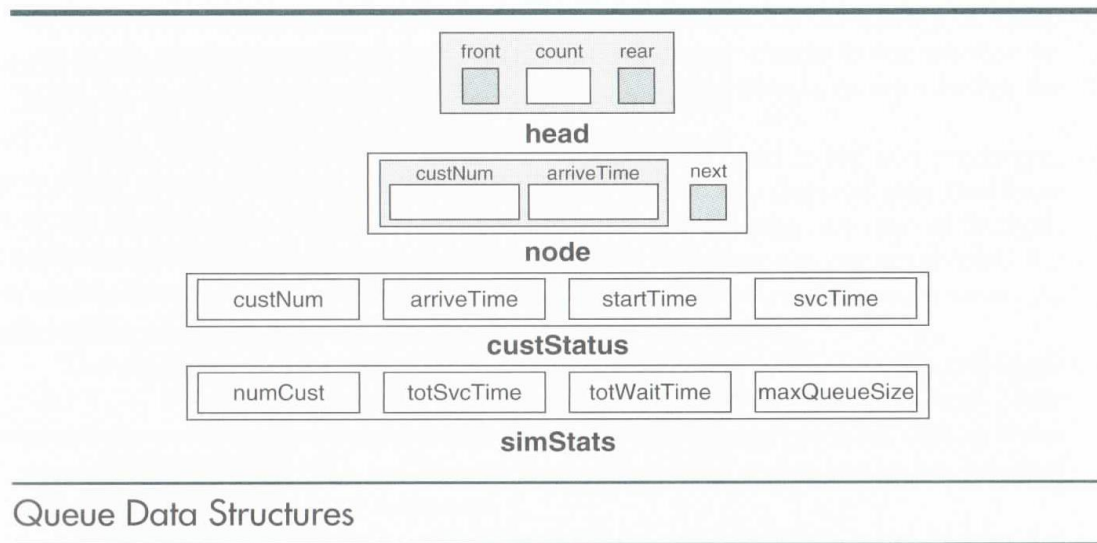 front count rear
head
custNum arriveTime next
node
custNum arriveTime startTime svcTime
custStatus
numCust totSvcTime totWaitTime maxQueueSize
simStats
Queue Data Structures